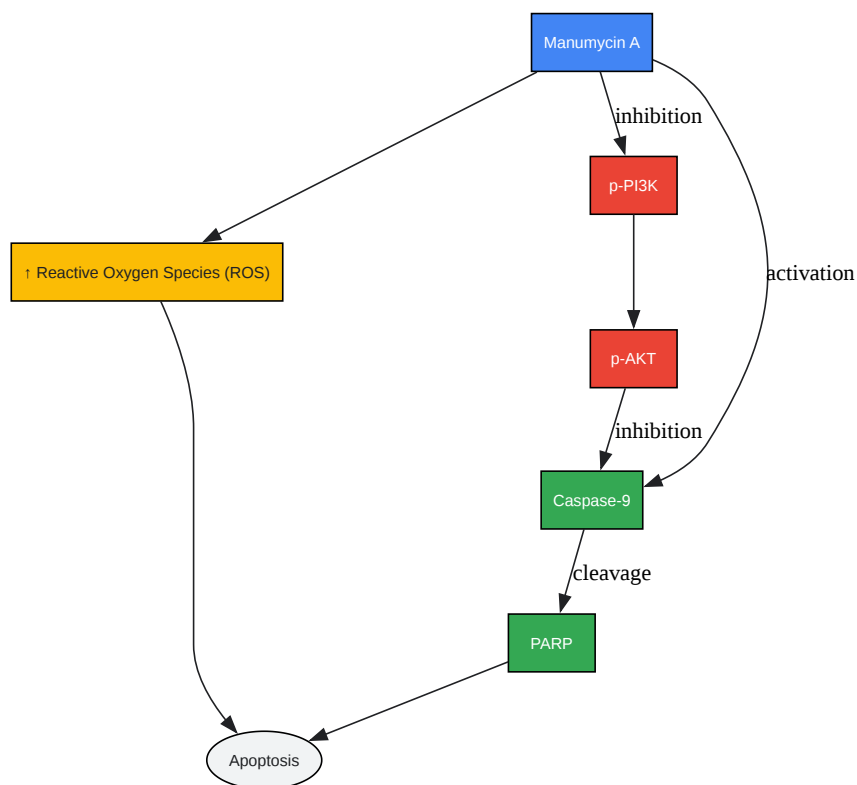 Manumycin A
inhibition
p-PI3K
↑ Reactive Oxygen Species (ROS)
activation
p-AKT
inhibition
Caspase-9
cleavage
PARP
Apoptosis